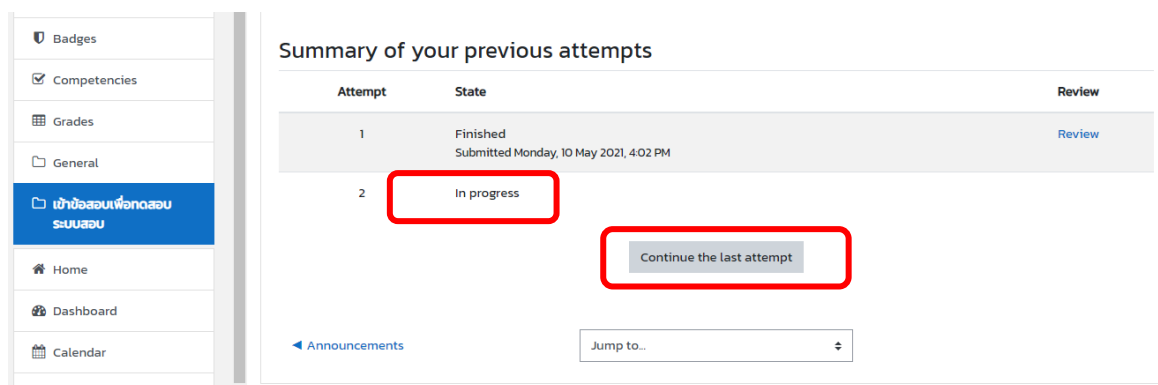 Badges
Competencies
Grades
General
เข้าข้อสอบเพื่อทดสอบ
ระบบสอบ
Home
Dashboard
Calendar
Summary of your previous attempts
Attempt State Review
1 Finished Review
Submitted Monday, 10 May 2021, 4:02 PM
2 In progress
Continue the last attempt
◄ Announcements Jump to...